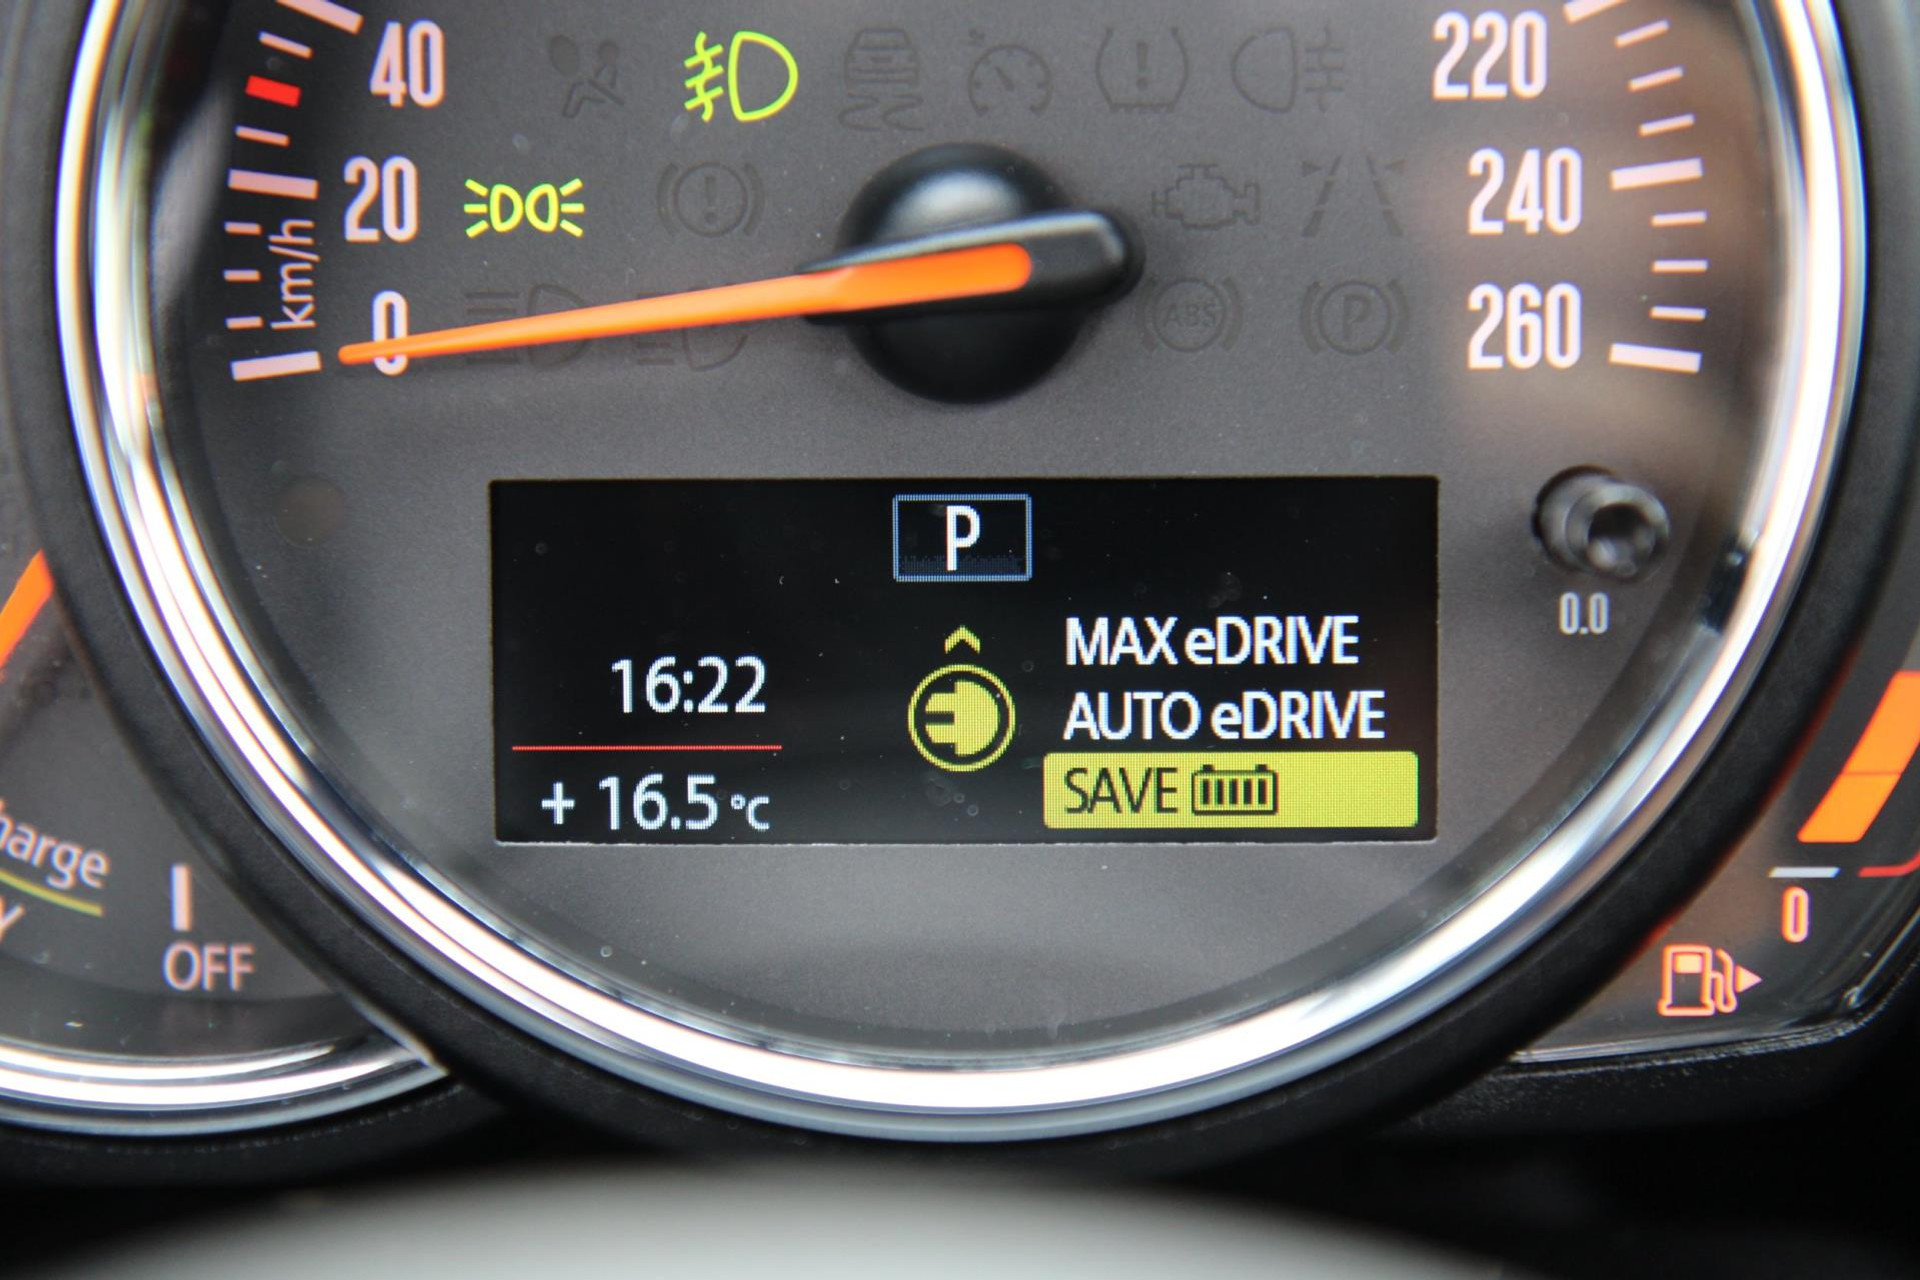 40
220
20
240
km/h
0
ABS
P
260
P
0.0
MAX eDRIVE
16:22
AUTO eDRIVE
SAVE
+ 16.5 °C
harge
0
OFF